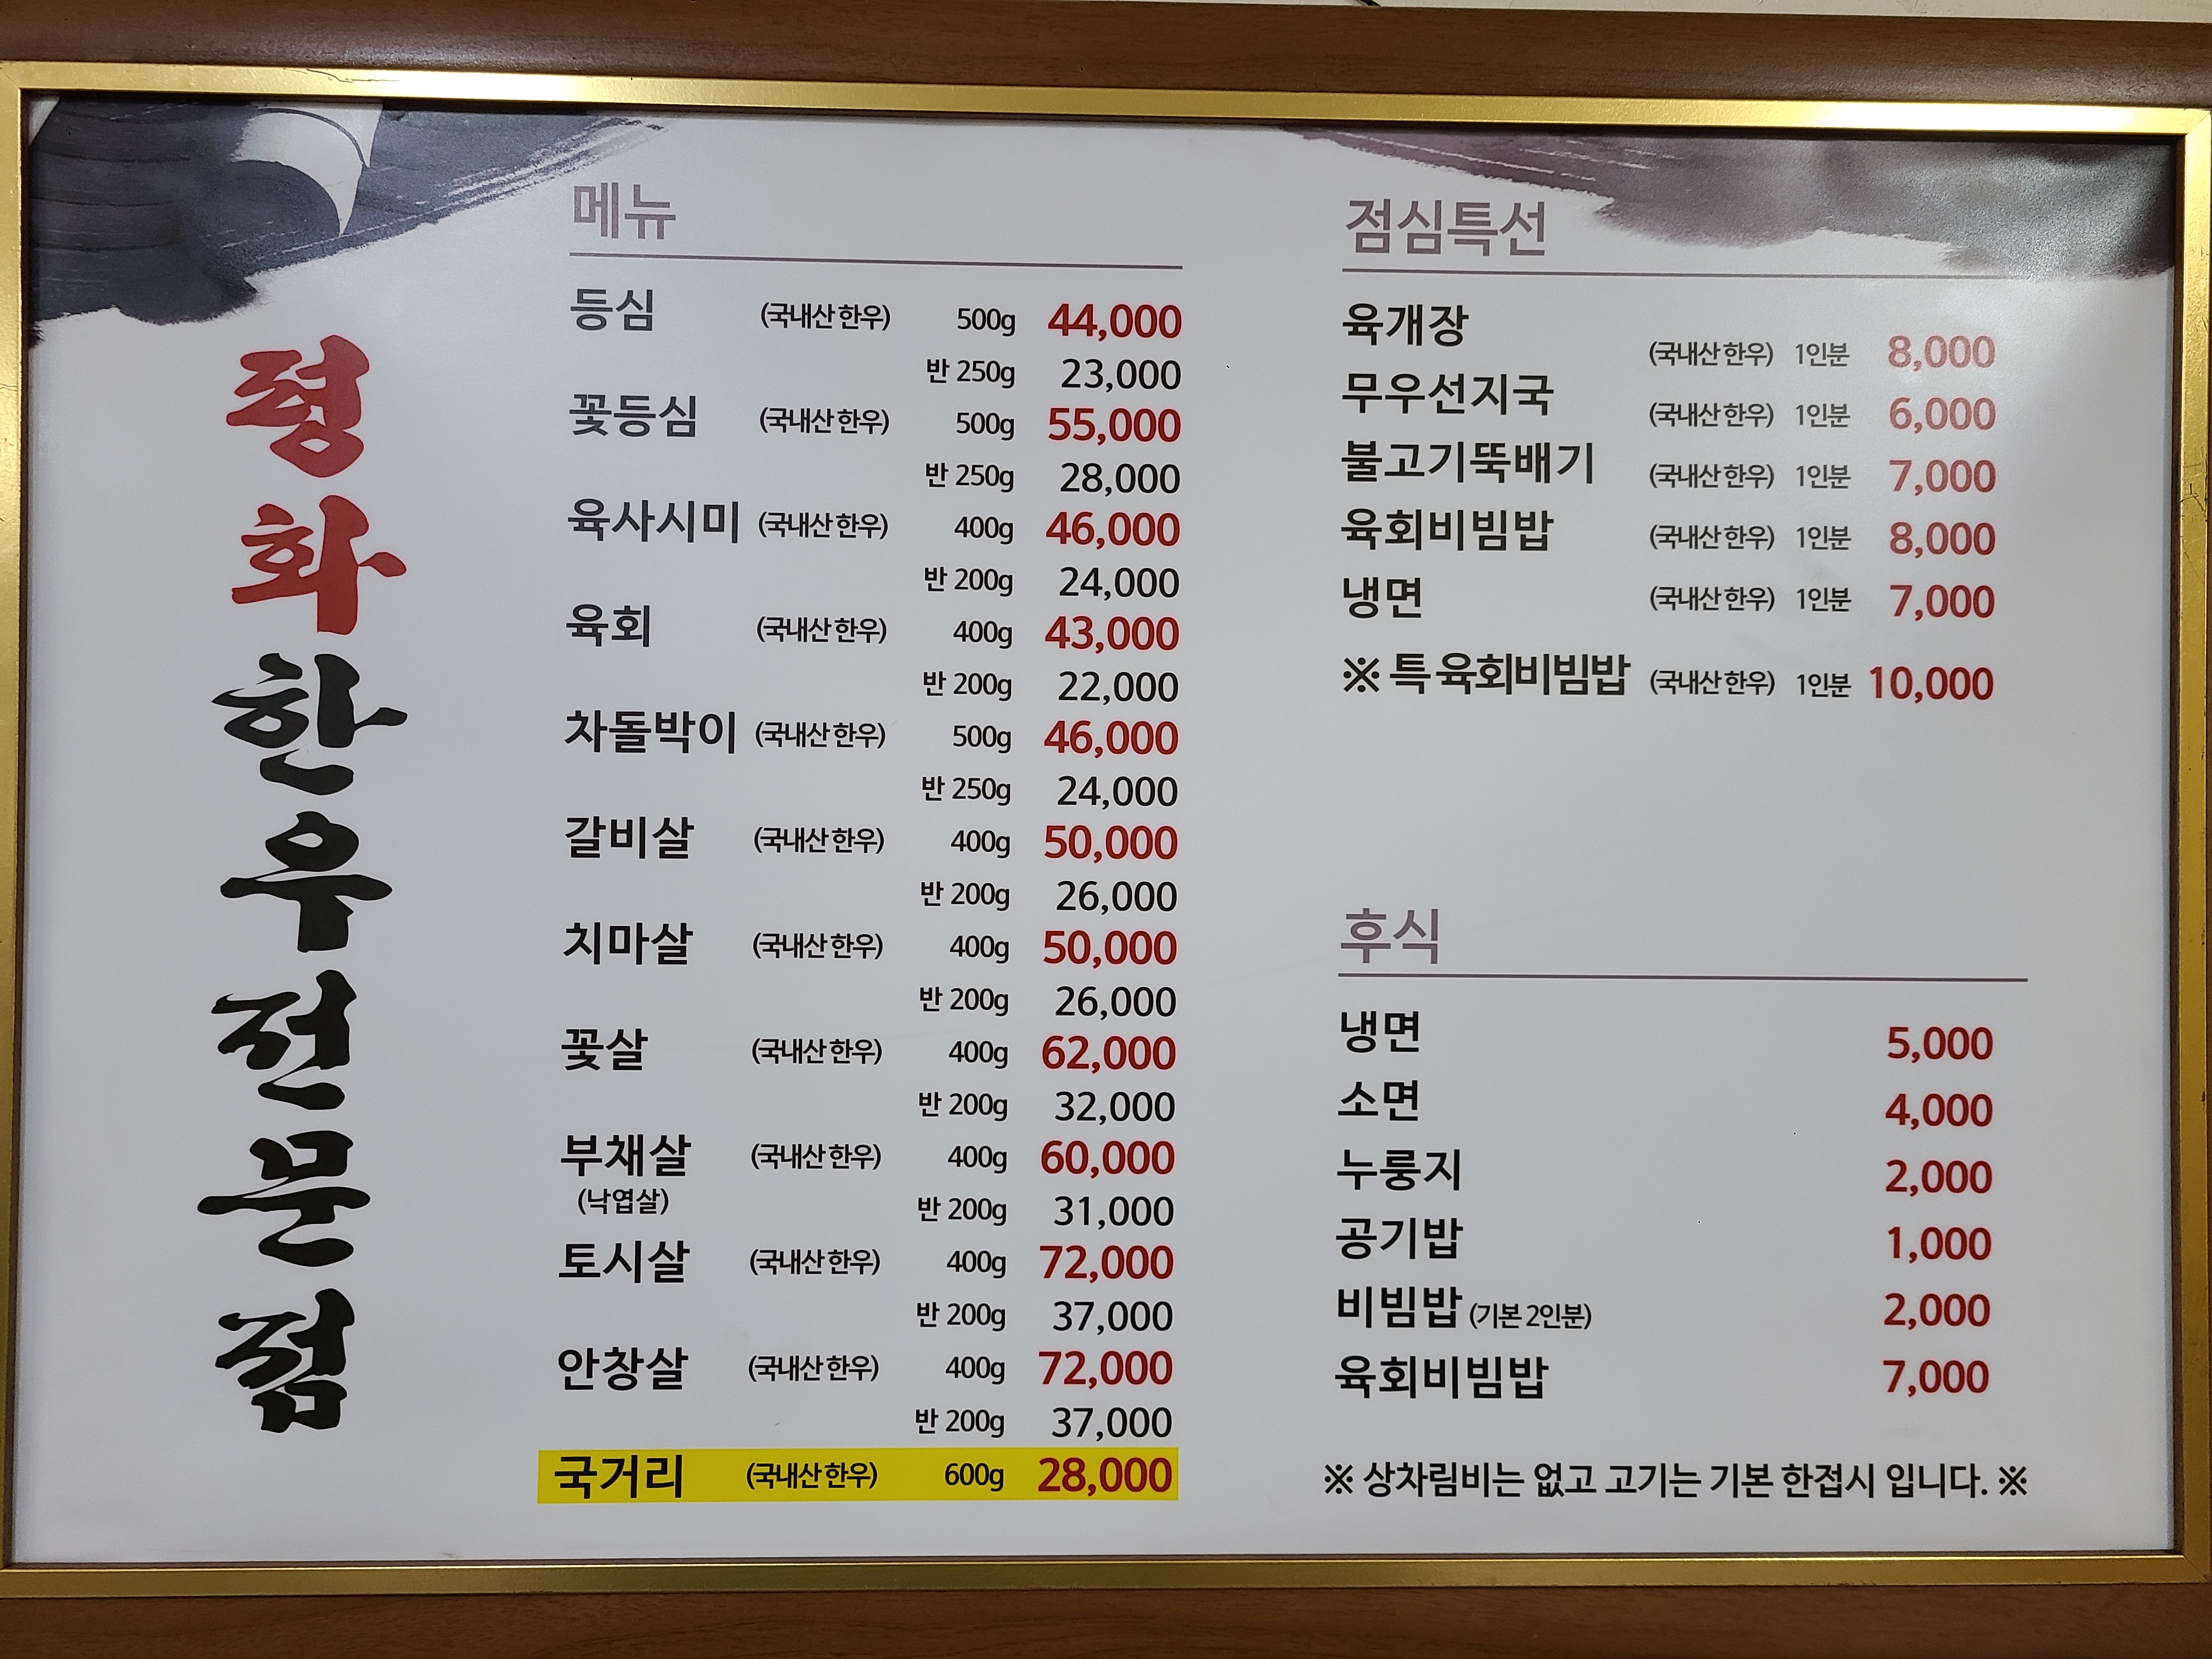 평화한우전문점
메뉴
등심 (국내산 한우) 500g 44,000
반 250g 23,000
꽃등심 (국내산 한우) 500g 55,000
반 250g 28,000
육사시미 (국내산 한우) 400g 46,000
반 200g 24,000
육회 (국내산 한우) 400g 43,000
반 200g 22,000
차돌박이 (국내산 한우) 500g 46,000
반 250g 24,000
갈비살 (국내산 한우) 400g 50,000
반 200g 26,000
치마살 (국내산 한우) 400g 50,000
반 200g 26,000
꽃살 (국내산 한우) 400g 62,000
반 200g 32,000
부채살 (국내산 한우) 400g 60,000
(낙엽살) 반 200g 31,000
토시살 (국내산 한우) 400g 72,000
반 200g 37,000
안창살 (국내산 한우) 400g 72,000
반 200g 37,000
국거리 (국내산 한우) 600g 28,000
점심특선
육개장 (국내산 한우) 1인분 8,000
무우선지국 (국내산 한우) 1인분 6,000
불고기뚝배기 (국내산 한우) 1인분 7,000
육회비빔밥 (국내산 한우) 1인분 8,000
냉면 (국내산 한우) 1인분 7,000
※ 특 육회비빔밥 (국내산 한우) 1인분 10,000
후식
냉면 5,000
소면 4,000
누룽지 2,000
공기밥 1,000
비빔밥 (기본 2인분) 2,000
육회비빔밥 7,000
※ 상차림비는 없고 고기는 기본 한접시 입니다. ※